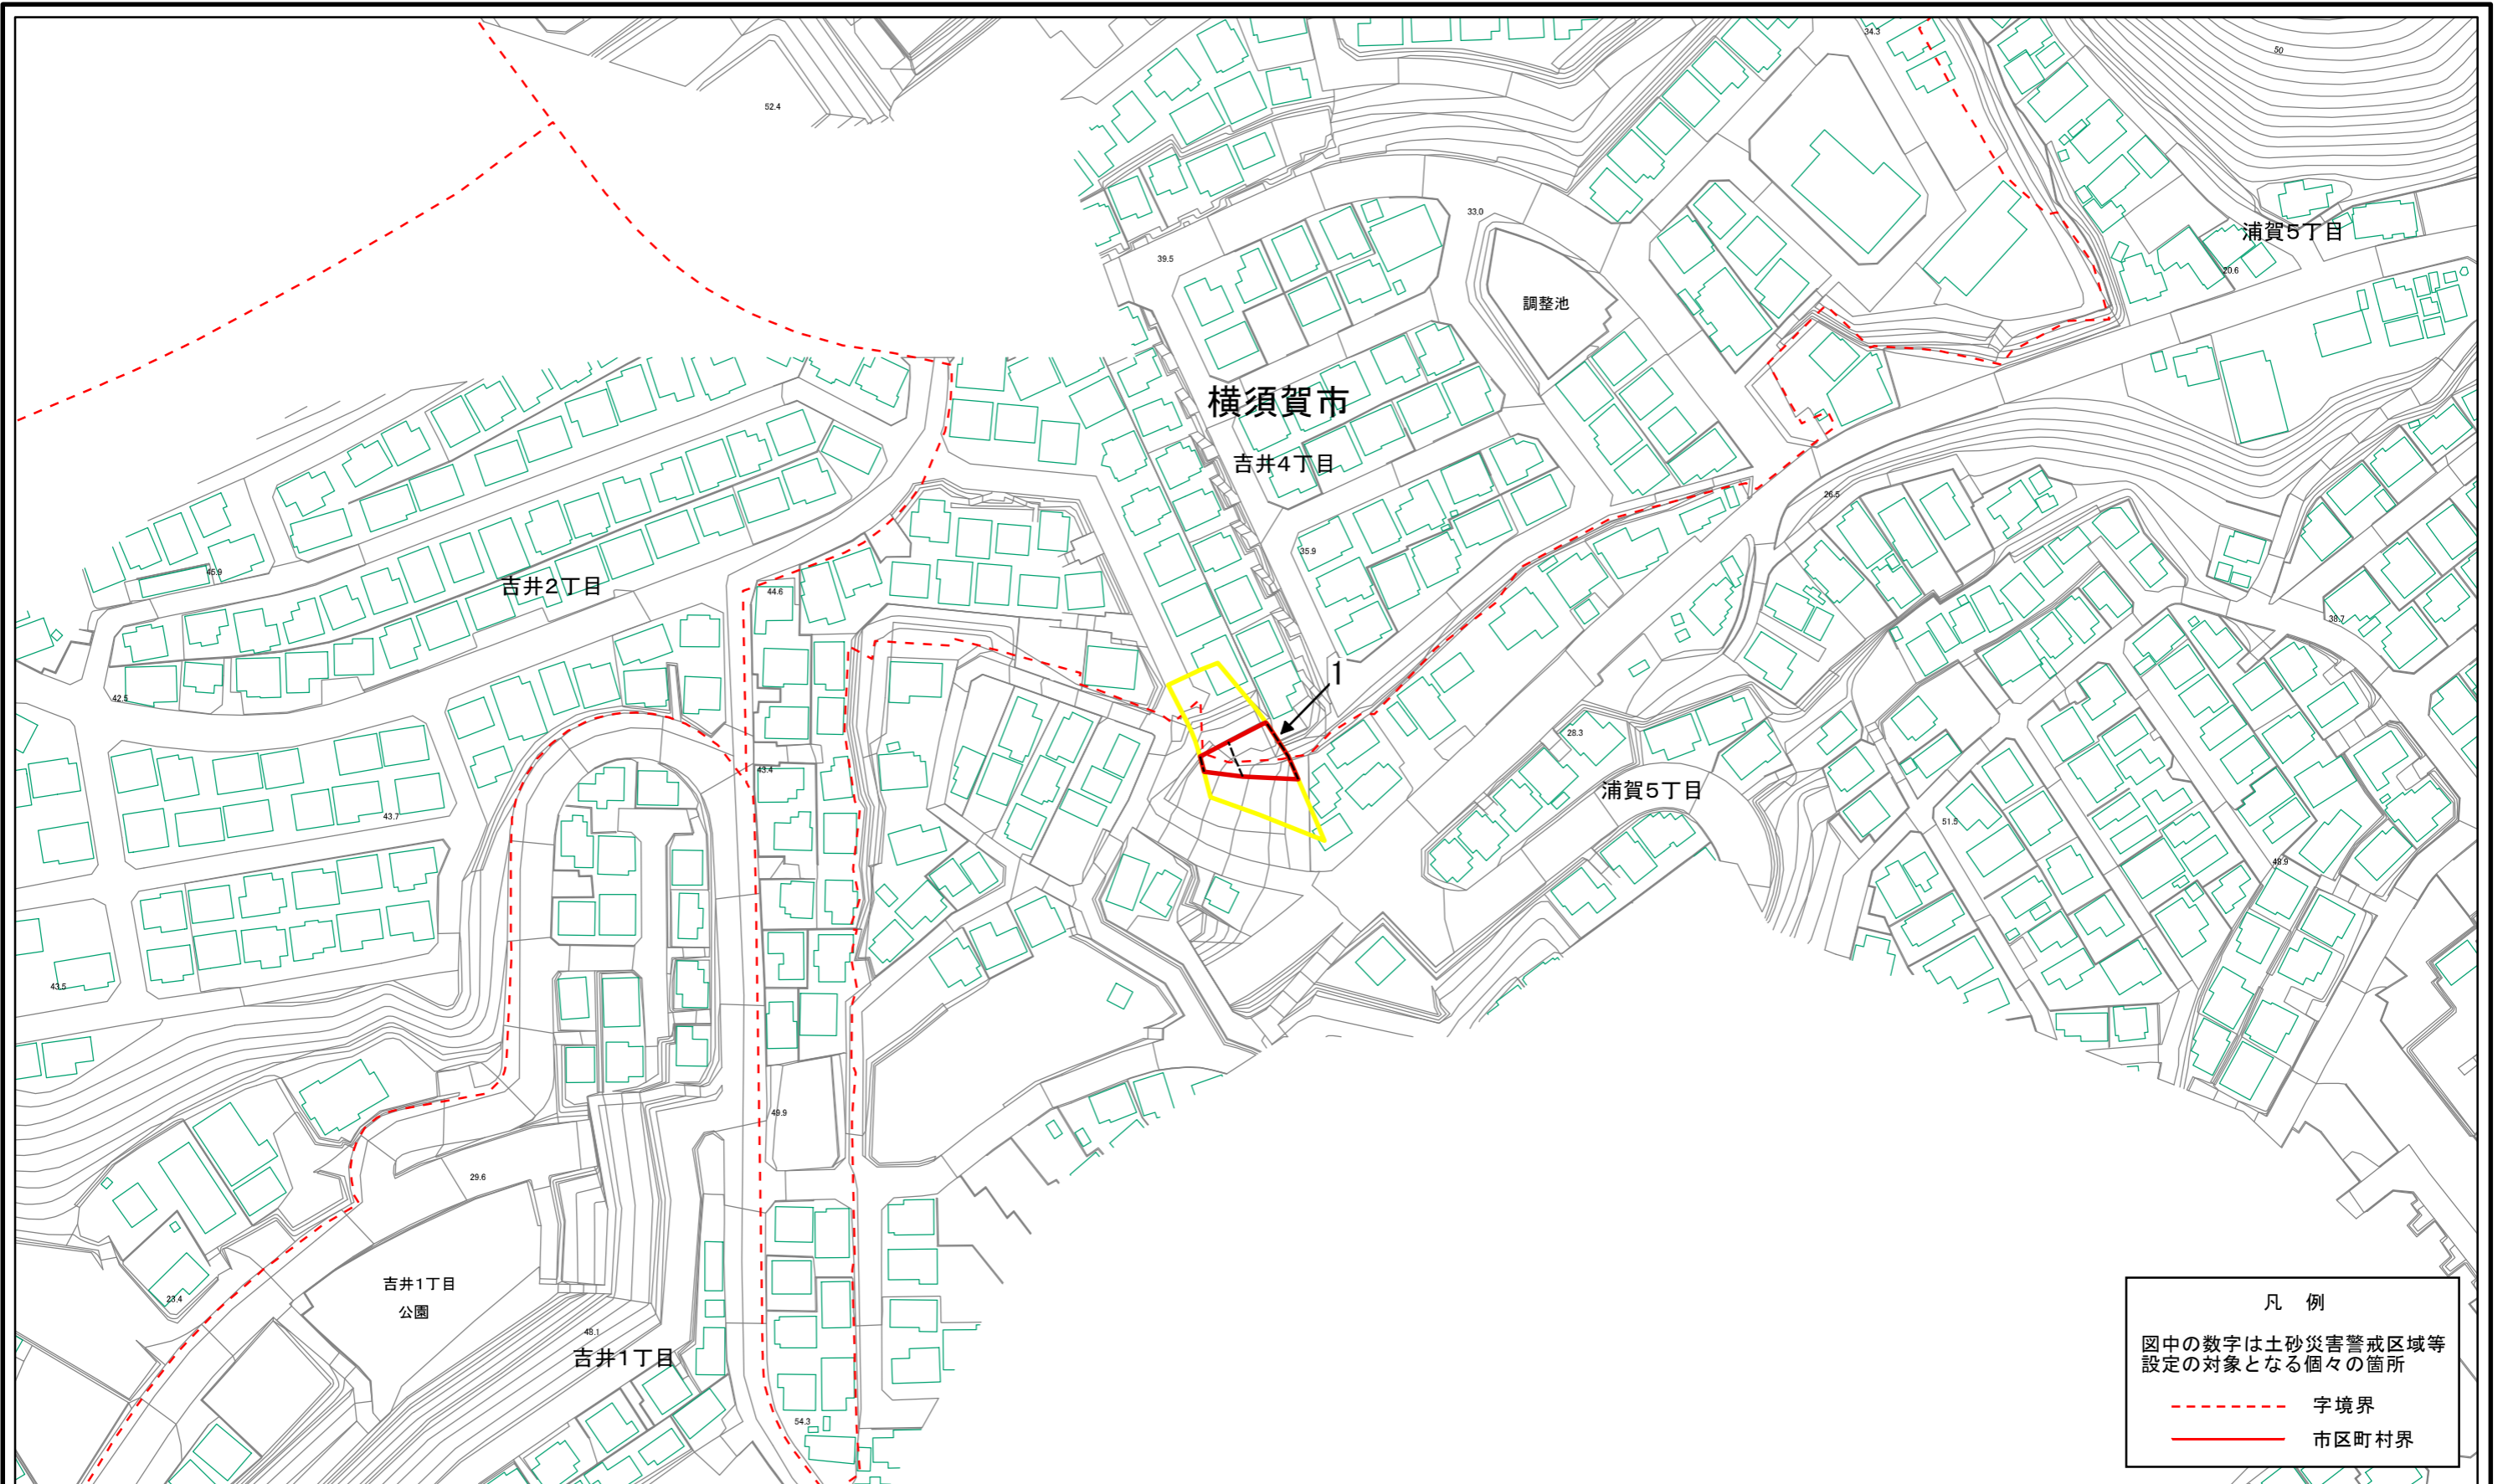 50
34.3
52.4
33.0
浦賀5丁目
39.5
20.6
調整池
横須賀市
吉井4丁目
26.5
35.9
45.9
吉井2丁目
44.6
38.7
1
42.5
28.3
43.4
浦賀5丁目
43.7
51.5
48.9
43.5
49.9
29.6
吉井1丁目
公園
23.4
48.1
吉井1丁目
54.3
凡 例
図中の数字は土砂災害警戒区域等
設定の対象となる個々の箇所
字境界
市区町村界